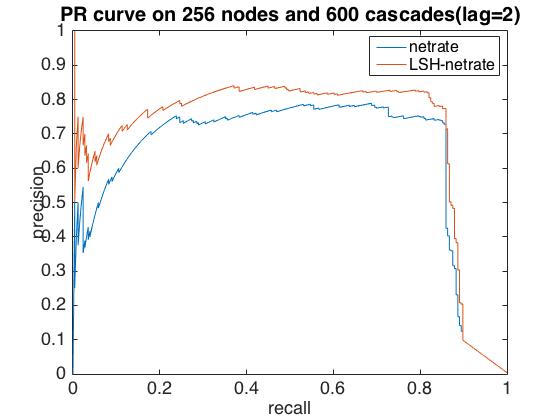 PR curve on 256 nodes and 600 cascades(lag=2)
netrate
LSH-netrate
precision
1
0.9
0.8
0.7
0.6
0.5
0.4
0.3
0.2
0.1
0
0 0.2 0.4 0.6 0.8 1
recall